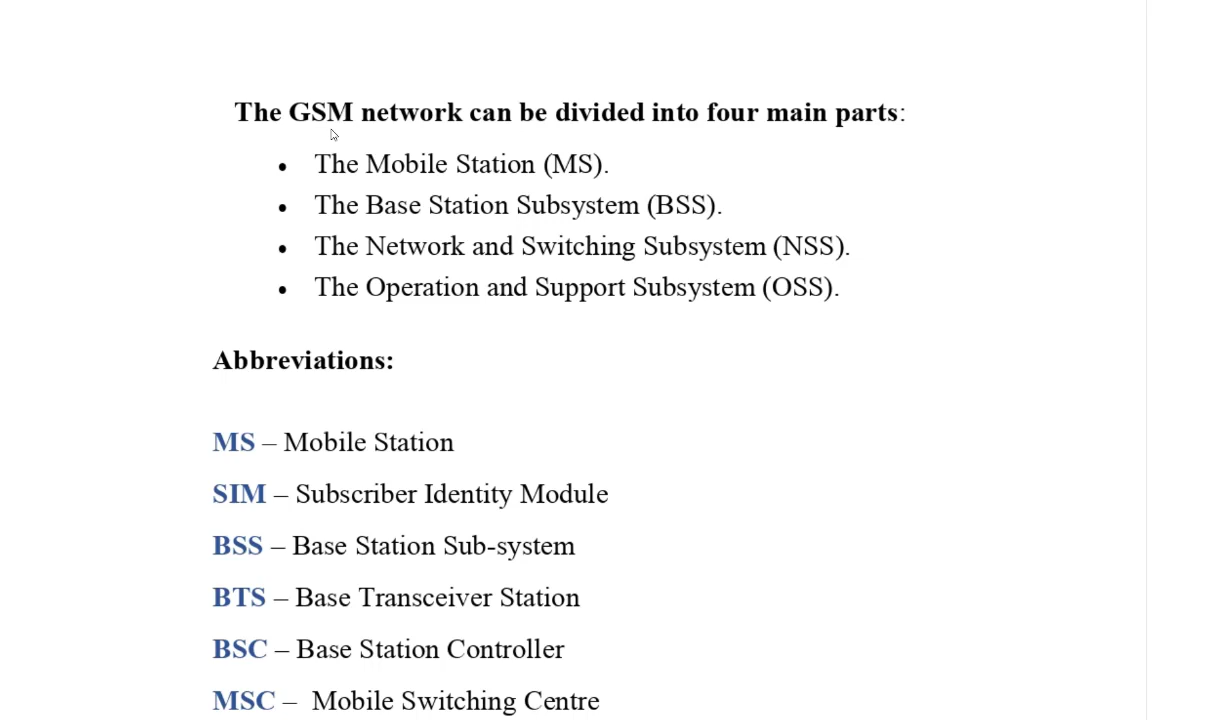 The GSM network can be divided into four main parts:
• The Mobile Station (MS).
• The Base Station Subsystem (BSS).
• The Network and Switching Subsystem (NSS).
• The Operation and Support Subsystem (OSS).
Abbreviations:
MS – Mobile Station
SIM – Subscriber Identity Module
BSS – Base Station Sub-system
BTS – Base Transceiver Station
BSC – Base Station Controller
MSC – Mobile Switching Centre